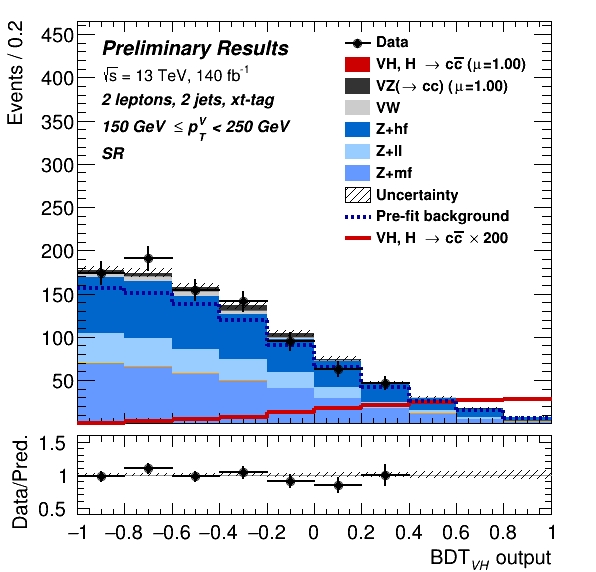 Events / 0.2
450
400
350
300
250
200
150
100
50
Preliminary Results
√s = 13 TeV, 140 fb⁻¹
2 leptons, 2 jets, xt-tag
150 GeV ≤ p_T^V < 250 GeV
SR
Data
VH, H → cc̅ (μ=1.00)
VZ(→ cc) (μ=1.00)
VW
Z+hf
Z+ll
Z+mf
Uncertainty
Pre-fit background
VH, H → cc̅ × 200
Data/Pred.
1.5
1
0.5
−1 −0.8 −0.6 −0.4 −0.2 0 0.2 0.4 0.6 0.8 1
BDT_VH output